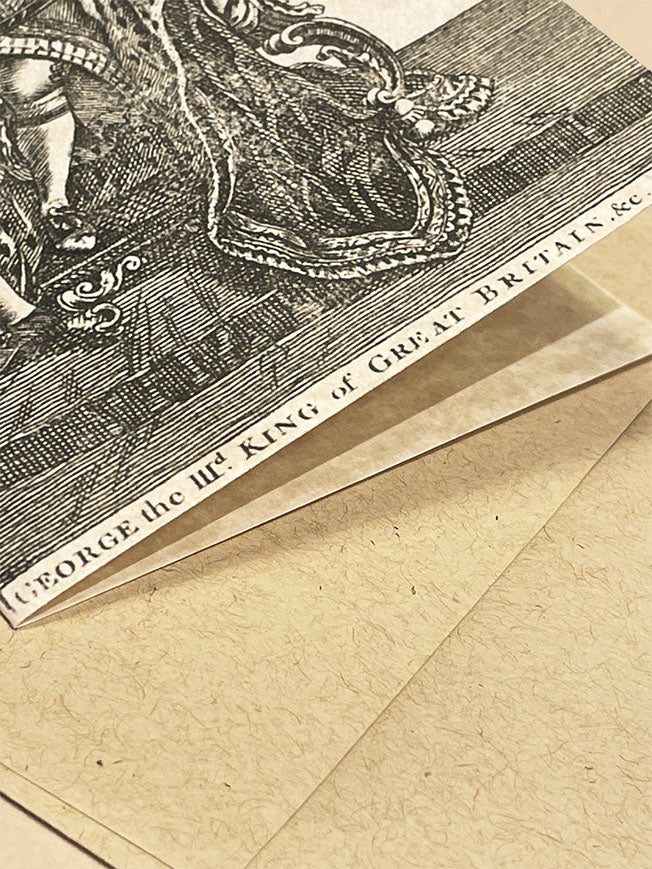 GEORGE the IIIᵈ. KING of GREAT BRITAIN, &c.